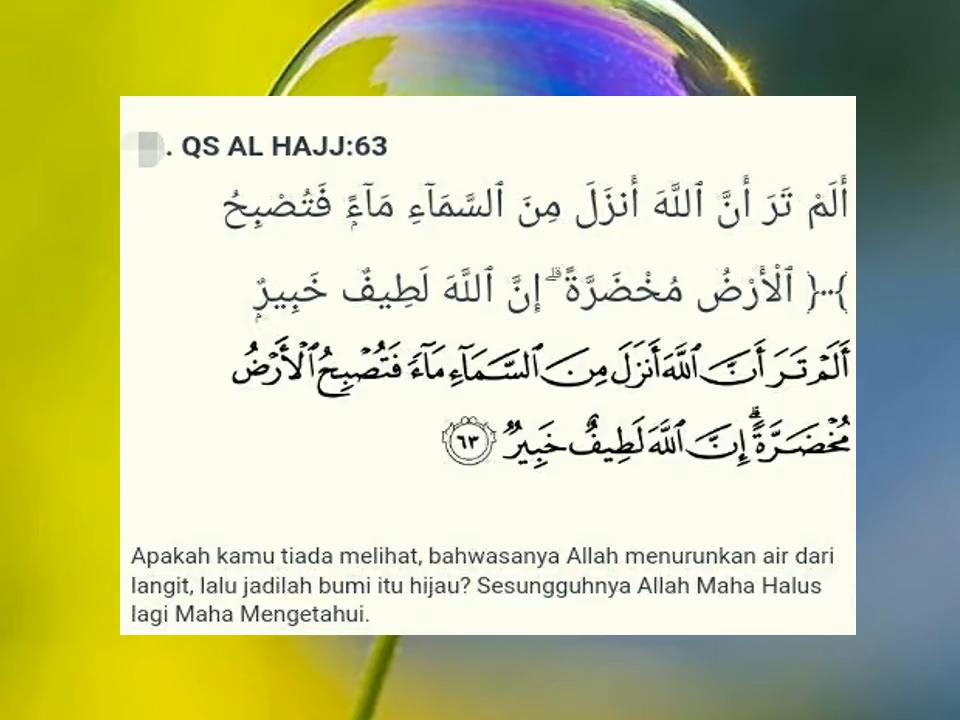 . QS AL HAJJ:63
أَلَمْ تَرَ أَنَّ ٱللَّهَ أَنزَلَ مِنَ ٱلسَّمَآءِ مَآءًۭ فَتُصْبِحُ
ٱلْأَرْضُ مُخْضَرَّةً ۗ إِنَّ ٱللَّهَ لَطِيفٌ خَبِيرٌۭ ﴿..﴾
أَلَمْ تَرَ أَنَّ ٱللَّهَ أَنزَلَ مِنَ ٱلسَّمَآءِ مَآءً فَتُصْبِحُ ٱلْأَرْضُ
مُخْضَرَّةً ۗ إِنَّ ٱللَّهَ لَطِيفٌ خَبِيرٌ ٦٣
Apakah kamu tiada melihat, bahwasanya Allah menurunkan air dari
langit, lalu jadilah bumi itu hijau? Sesungguhnya Allah Maha Halus
lagi Maha Mengetahui.